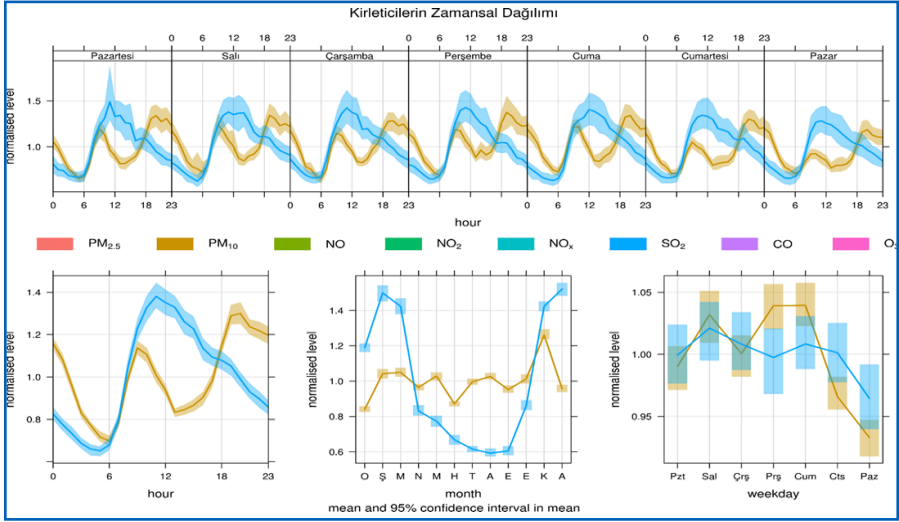 Kirleticilerin Zamansal Dağılımı
0 6 12 18 23 0 6 12 18 23 0 6 12 18 23
Pazartesi Salı Çarşamba Perşembe Cuma Cumartesi Pazar
normalised level
1.5
1.0
0 6 12 18 23 0 6 12 18 23 0 6 12 18 23 0 6 12 18 23
hour
PM2.5 PM10 NO NO2 NOx SO2 CO O3
normalised level
1.4
1.2
1.0
0.8
0 6 12 18 23
hour
normalised level
1.4
1.2
1.0
0.8
0.6
O Ş M N M H T A E E K A
month
normalised level
1.05
1.00
0.95
Pzt Sal Çrş Prş Cum Cts Paz
weekday
mean and 95% confidence interval in mean